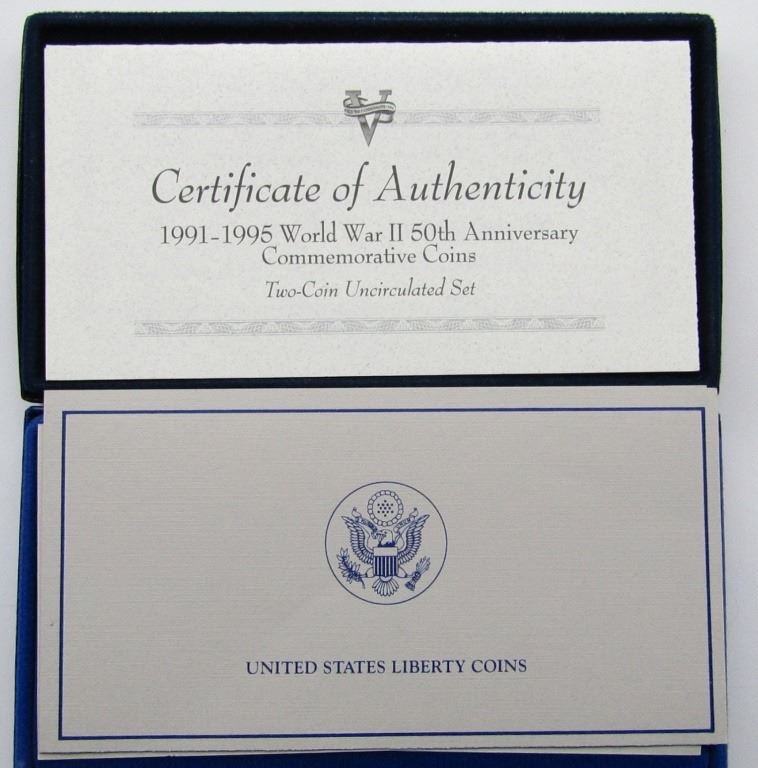 V
Certificate of Authenticity
1991-1995 World War II 50th Anniversary
Commemorative Coins
Two-Coin Uncirculated Set
UNITED STATES LIBERTY COINS